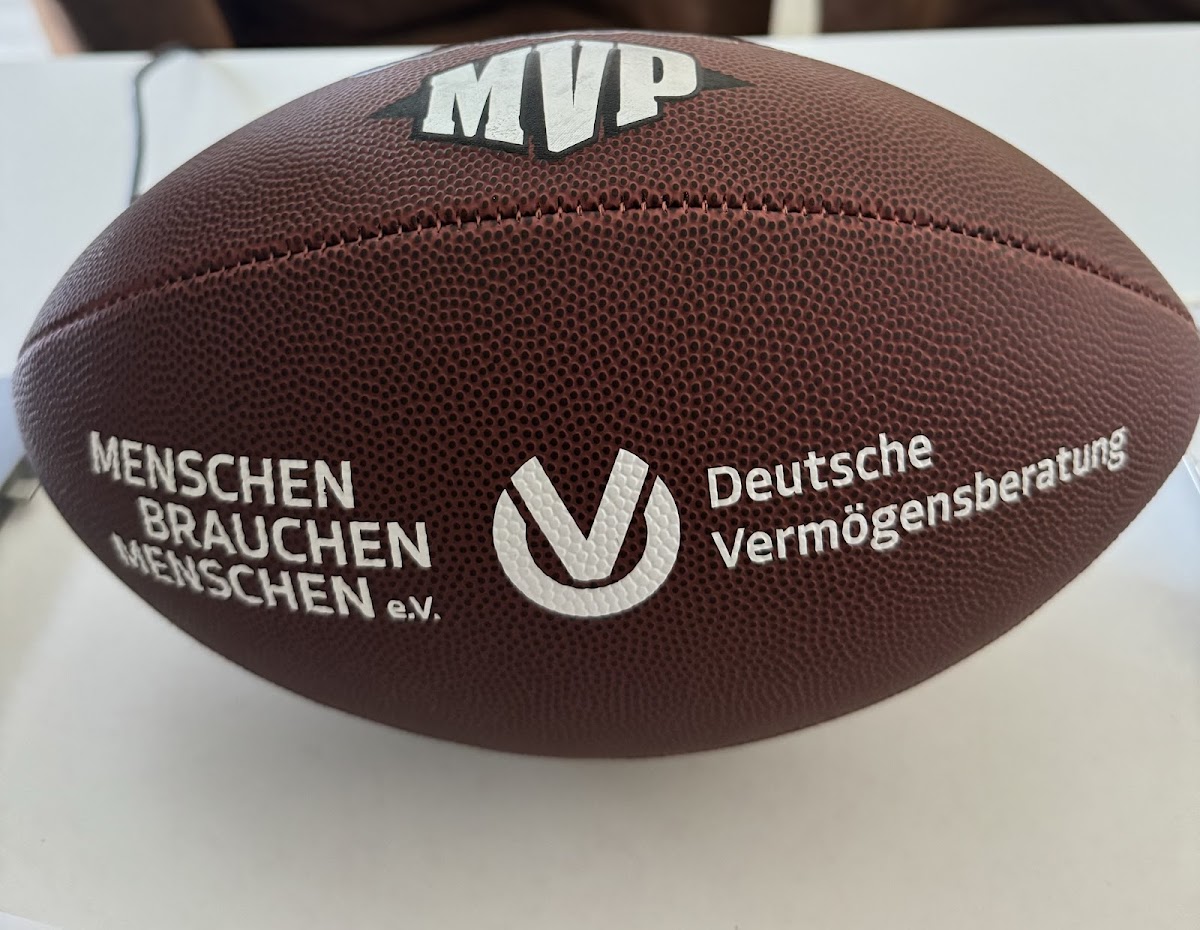 MVP
MENSCHEN
BRAUCHEN
MENSCHEN e.V.
Deutsche
Vermögensberatung